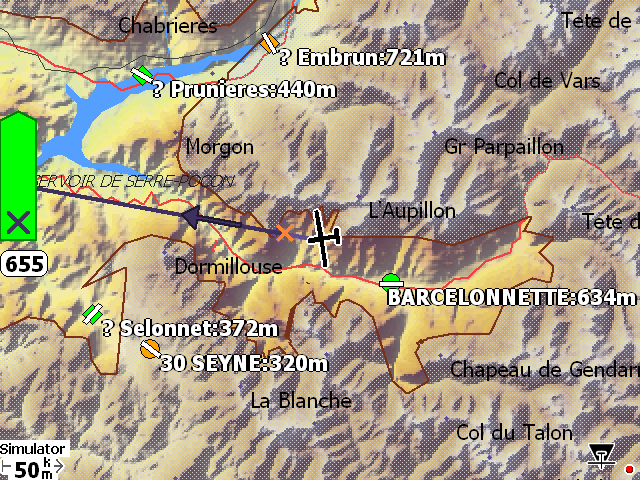 Chabrieres
Tete de
? Embrun:721m
Col de Vars
? Prunieres:440m
Morgon
Gr Parpaillon
ERVOIR DE SERRE-PONCON
L'Aupillon
Tete d
655
Dormillouse
BARCELONNETTE:634m
? Selonnet:372m
30 SEYNE:320m
Chapeau de Gendar
La Blanche
Col du Talon
Simulator
50 km